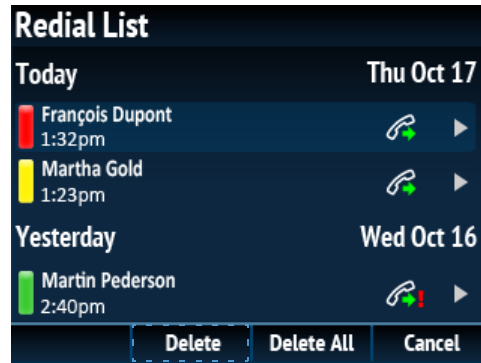 Redial List
Today Thu Oct 17
François Dupont
1:32pm
Martha Gold
1:23pm
Yesterday Wed Oct 16
Martin Pederson
2:40pm
Delete Delete All Cancel